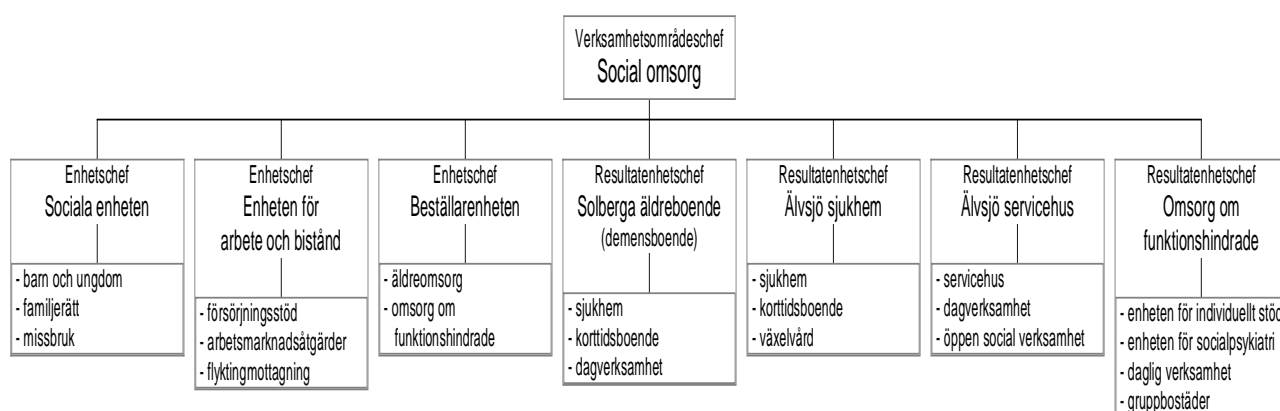 Verksamhetsområdeschef
Social omsorg
Enhetschef
Sociala enheten
- barn och ungdom
- familjerätt
- missbruk
Enhetschef
Enheten för
arbete och bistånd
- försörjningsstöd
- arbetsmarknadsåtgärder
- flyktingmottagning
Enhetschef
Beställarenheten
- äldreomsorg
- omsorg om
funktionshindrade
Resultatenhetschef
Solberga äldreboende
(demensboende)
- sjukhem
- korttidsboende
- dagverksamhet
Resultatenhetschef
Älvsjö sjukhem
- sjukhem
- korttidsboende
- växelvård
Resultatenhetschef
Älvsjö servicehus
- servicehus
- dagverksamhet
- öppen social verksamhet
Resultatenhetschef
Omsorg om
funktionshindrade
- enheten för individuellt stöd
- enheten för socialpsykiatri
- daglig verksamhet
- gruppbostäder